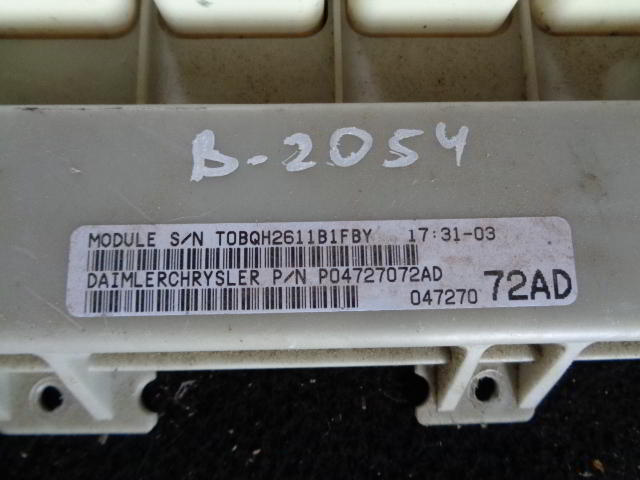 B-2054
MODULE S/N T0BQH2611B1FBY 17:31-03
DAIMLERCHRYSLER P/N P04727072AD
047270 72AD